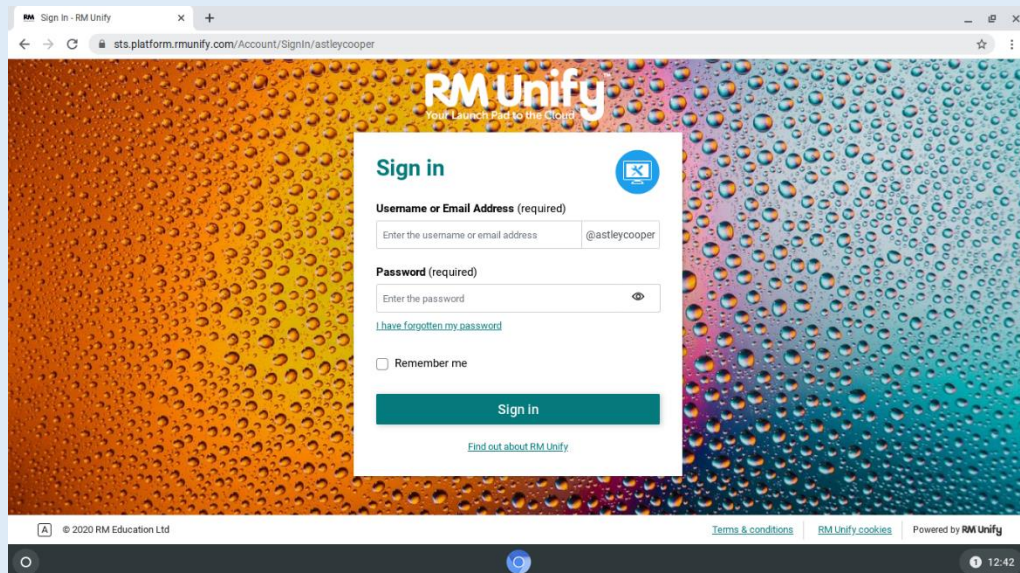 RM Sign In - RM Unify
sts.platform.rmunify.com/Account/SignIn/astleycooper
RM Unify
Your Launch Pad to the Cloud
Sign in
Username or Email Address (required)
Enter the username or email address @astleycooper
Password (required)
Enter the password
I have forgotten my password
Remember me
Sign in
Find out about RM Unify
A © 2020 RM Education Ltd Terms & conditions RM Unify cookies Powered by RM Unify
1 12:42